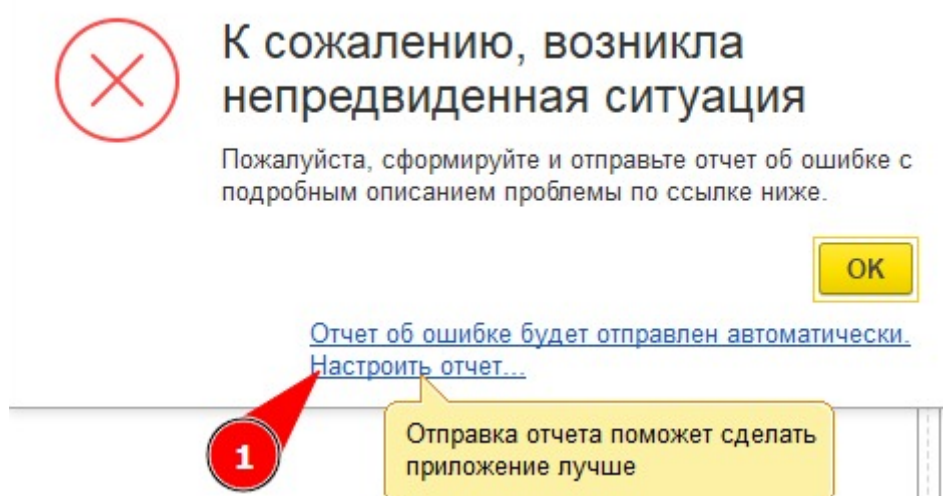 К сожалению, возникла
непредвиденная ситуация
Пожалуйста, сформируйте и отправьте отчет об ошибке с
подробным описанием проблемы по ссылке ниже.
OK
Отчет об ошибке будет отправлен автоматически.
Настроить отчет...
1
Отправка отчета поможет сделать
приложение лучше